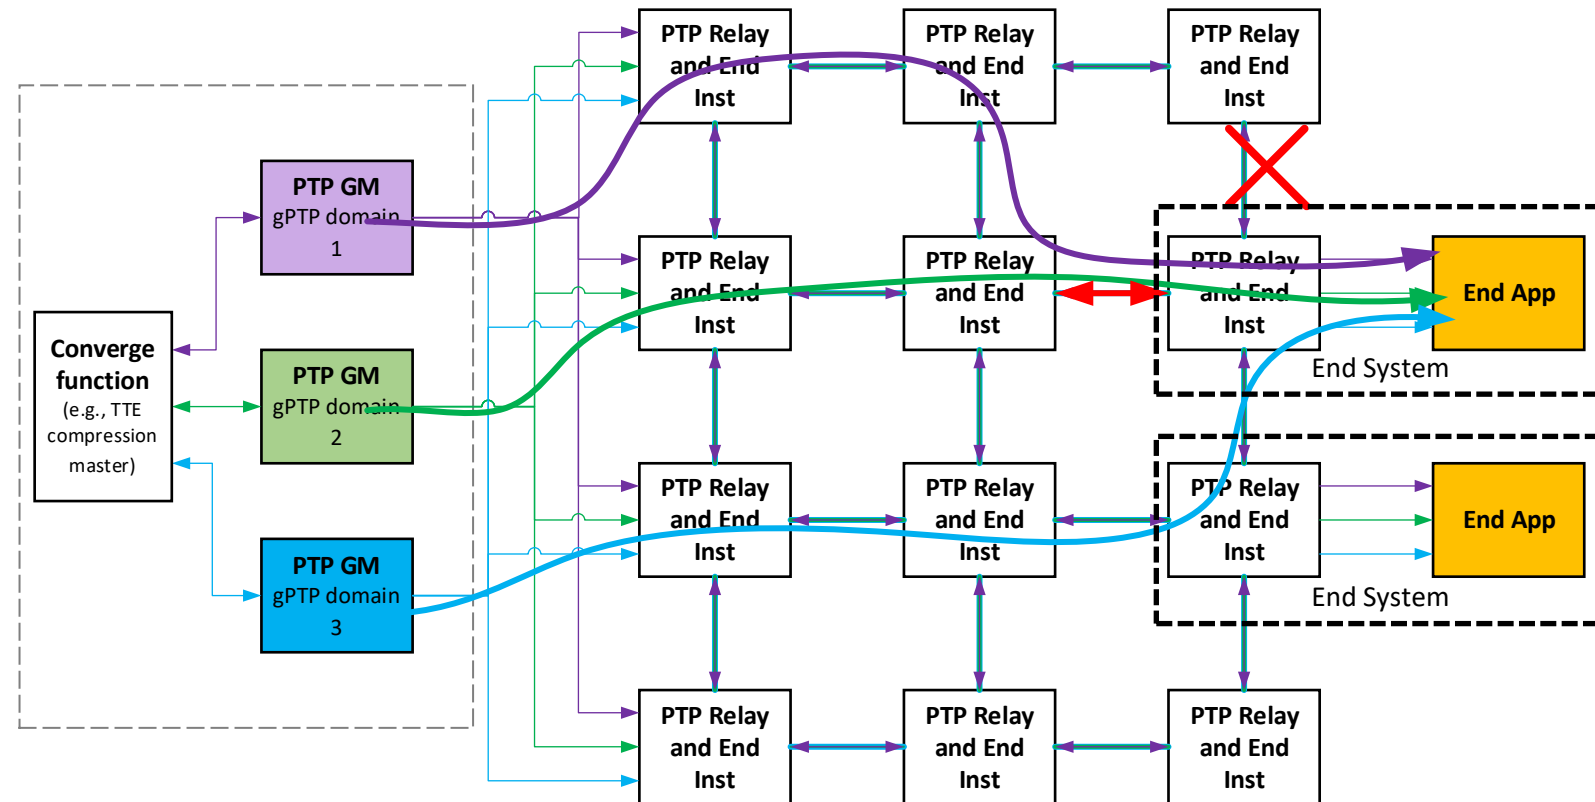 PTP Relay
and End
Inst
PTP Relay
and End
Inst
PTP Relay
and End
Inst
PTP GM
gPTP domain
1
PTP Relay
and End
Inst
PTP Relay
and End
Inst
PTP Relay
and End
Inst
End App
End System
Converge
function
(e.g., TTE
compression
master)
PTP GM
gPTP domain
2
PTP Relay
and End
Inst
PTP Relay
and End
Inst
PTP Relay
and End
Inst
End App
End System
PTP GM
gPTP domain
3
PTP Relay
and End
Inst
PTP Relay
and End
Inst
PTP Relay
and End
Inst